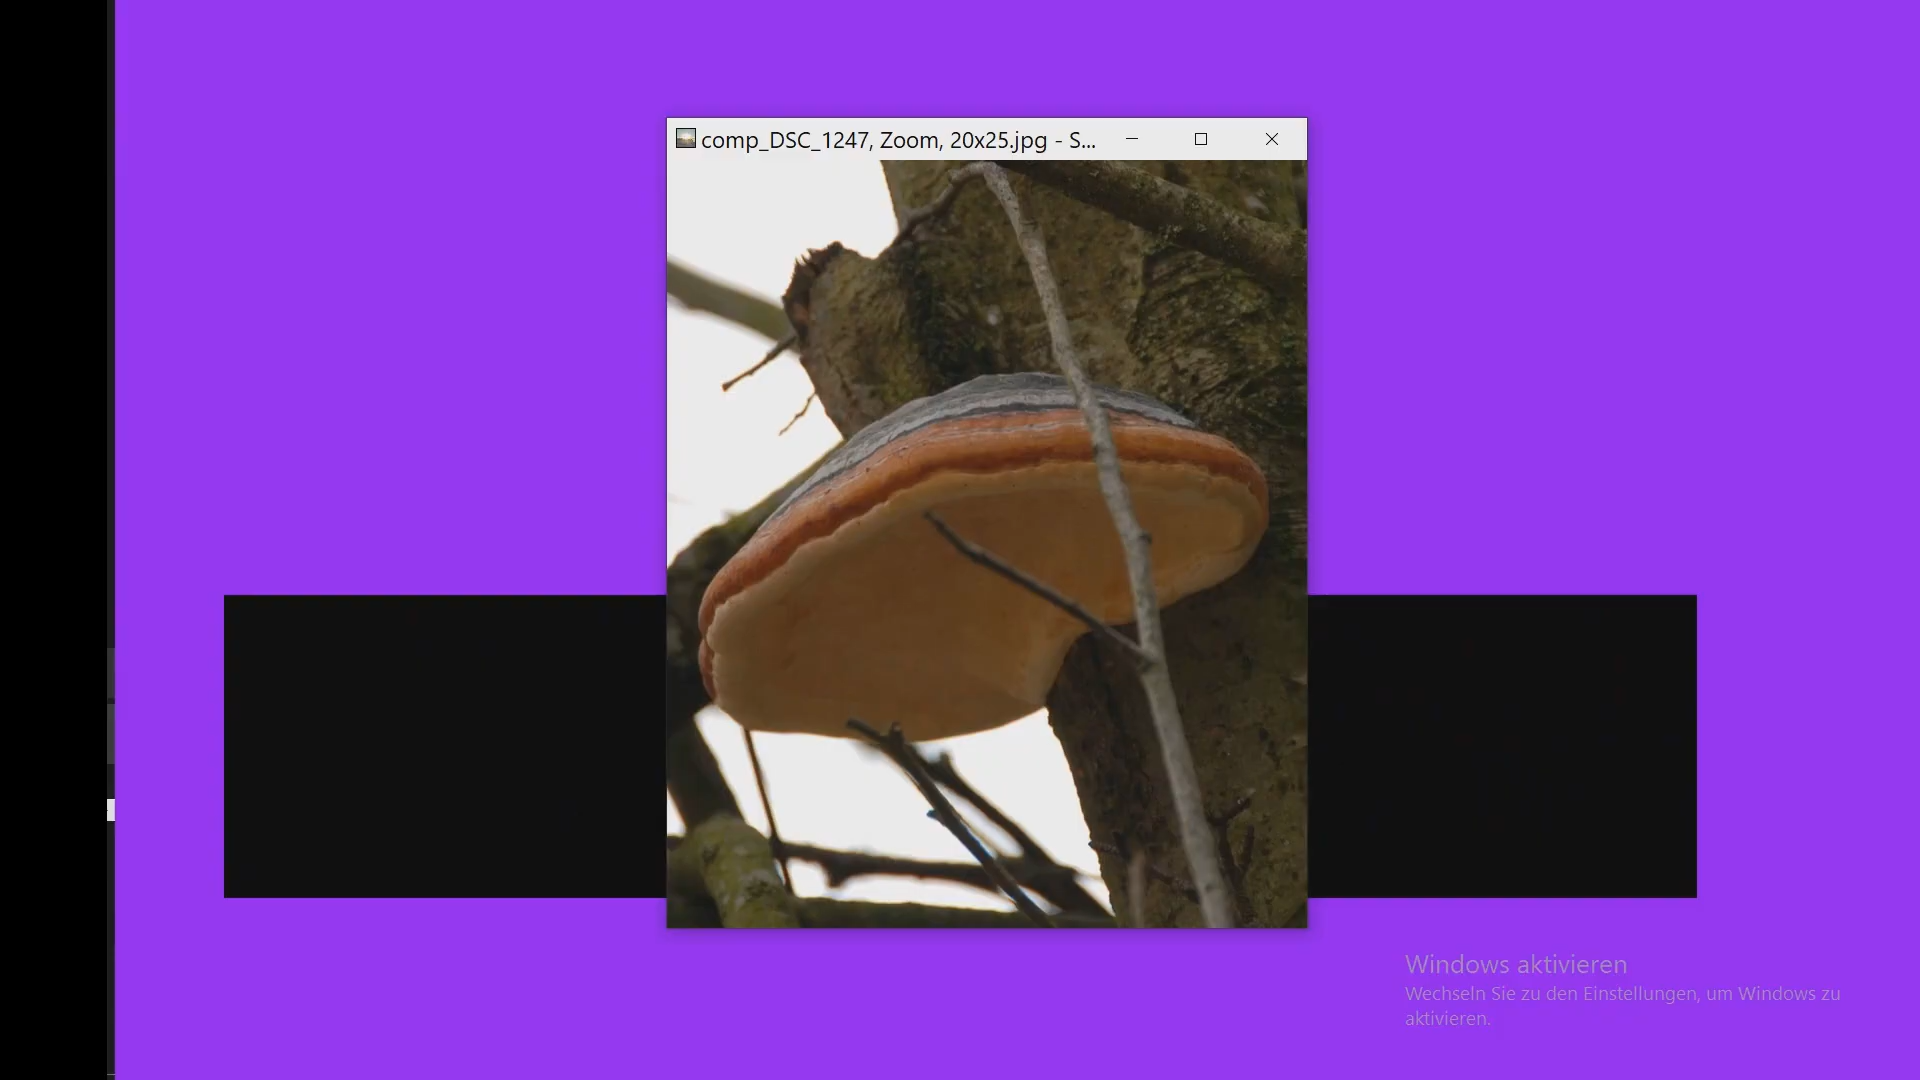 comp_DSC_1247, Zoom, 20x25.jpg - S...
Windows aktivieren
Wechseln Sie zu den Einstellungen, um Windows zu
aktivieren.